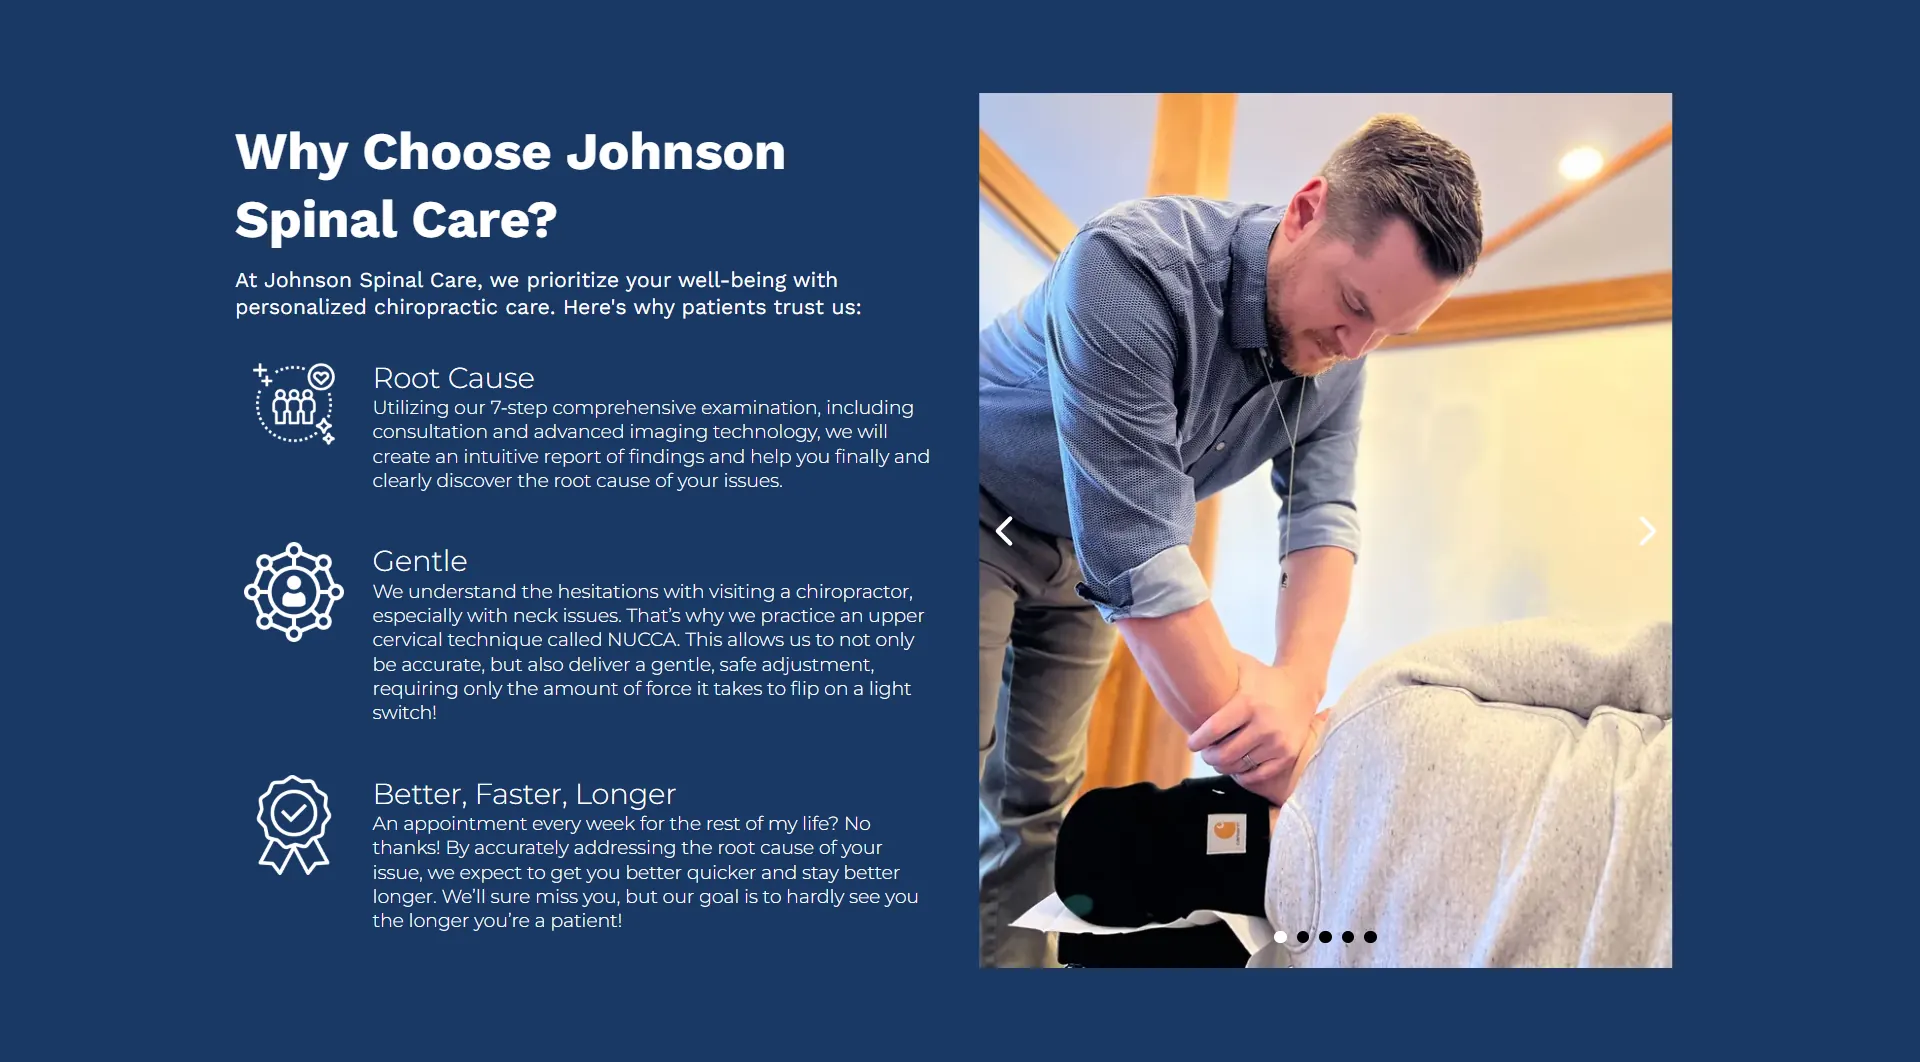 Why Choose Johnson
Spinal Care?
At Johnson Spinal Care, we prioritize your well-being with
personalized chiropractic care. Here's why patients trust us:
Root Cause
Utilizing our 7-step comprehensive examination, including
consultation and advanced imaging technology, we will
create an intuitive report of findings and help you finally and
clearly discover the root cause of your issues.
Gentle
We understand the hesitations with visiting a chiropractor,
especially with neck issues. That’s why we practice an upper
cervical technique called NUCCA. This allows us to not only
be accurate, but also deliver a gentle, safe adjustment,
requiring only the amount of force it takes to flip on a light
switch!
Better, Faster, Longer
An appointment every week for the rest of my life? No
thanks! By accurately addressing the root cause of your
issue, we expect to get you better quicker and stay better
longer. We’ll sure miss you, but our goal is to hardly see you
the longer you’re a patient!